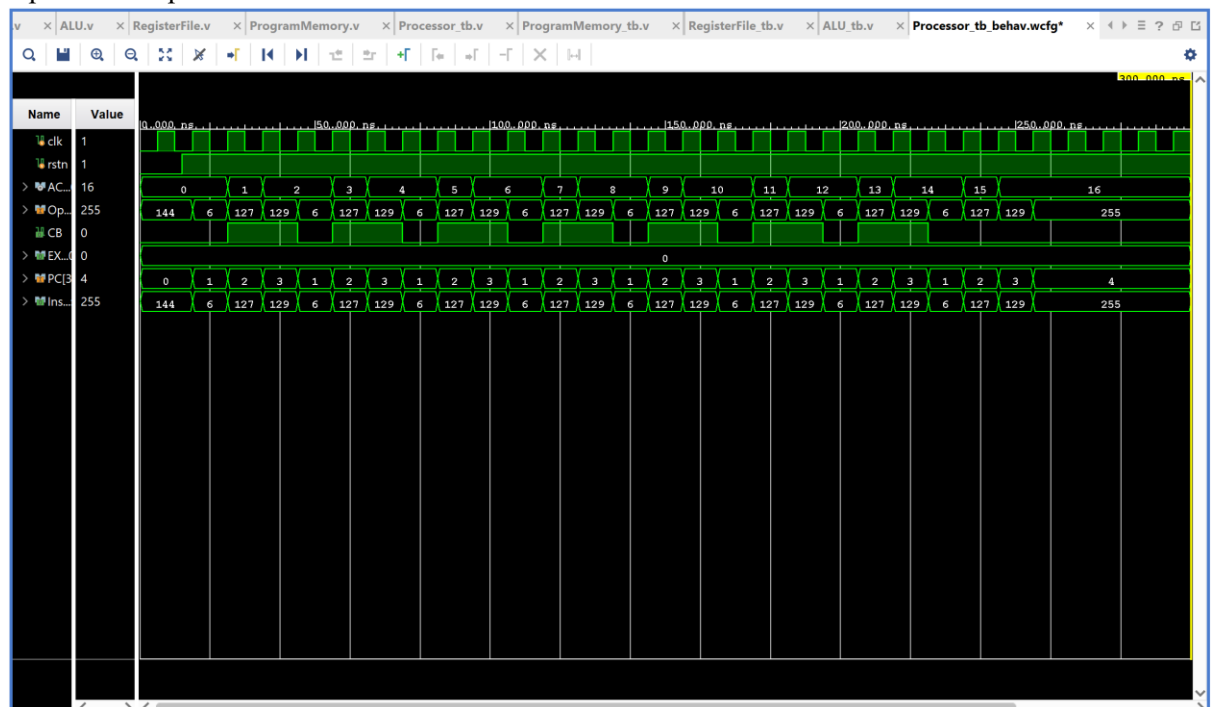 v ALU.v RegisterFile.v ProgramMemory.v Processor_tb.v ProgramMemory_tb.v RegisterFile_tb.v ALU_tb.v Processor_tb_behav.wcfg*
300.000 ns
Name Value
0.000 ns 50.000 ns 100.000 ns 150.000 ns 200.000 ns 250.000 ns
clk 1
rstn 1
AC... 16 0 1 2 3 4 5 6 7 8 9 10 11 12 13 14 15 16
Op... 255 144 6 127 129 6 127 129 6 127 129 6 127 129 6 127 129 6 127 129 6 127 129 6 127 129 255
CB 0
EX... 0 0
PC[3 4 0 1 2 3 1 2 3 1 2 3 1 2 3 1 2 3 1 2 3 1 2 3 1 2 3 4
Ins... 255 144 6 127 129 6 127 129 6 127 129 6 127 129 6 127 129 6 127 129 6 127 129 6 127 129 255